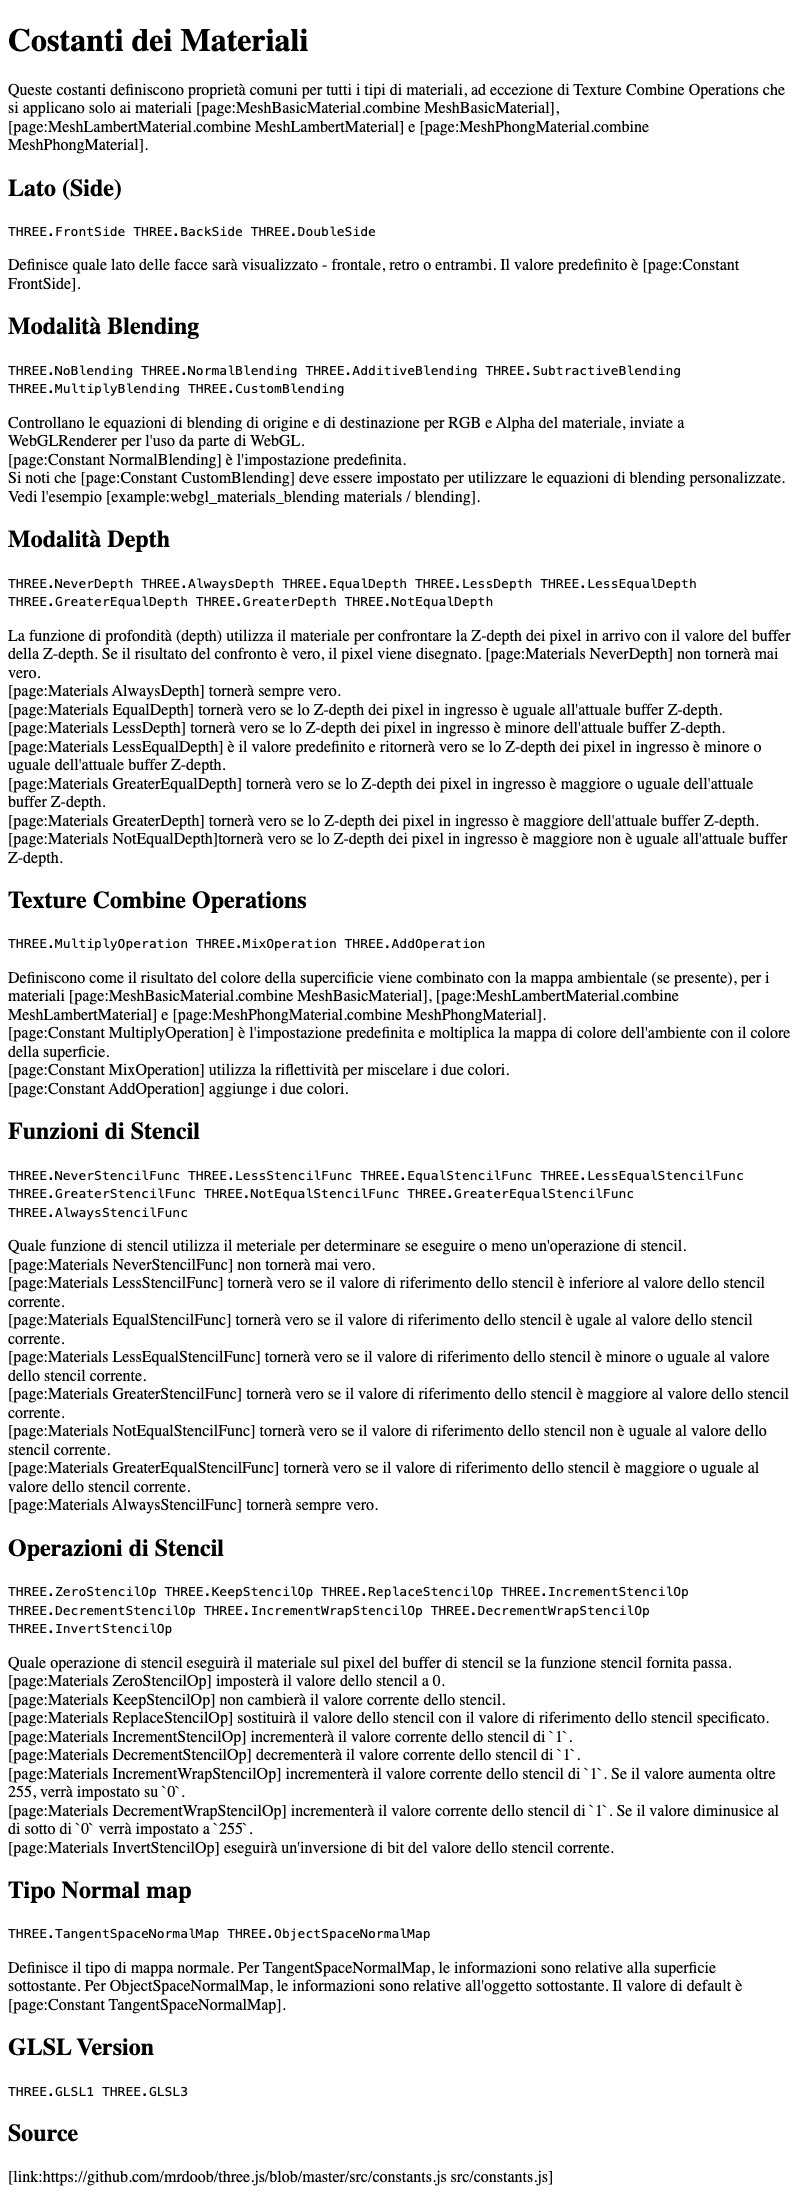 Costanti dei Materiali
Queste costanti definiscono proprietà comuni per tutti i tipi di materiali, ad eccezione di Texture Combine Operations che
si applicano solo ai materiali [page:MeshBasicMaterial.combine MeshBasicMaterial],
[page:MeshLambertMaterial.combine MeshLambertMaterial] e [page:MeshPhongMaterial.combine
MeshPhongMaterial].
Lato (Side)
THREE.FrontSide THREE.BackSide THREE.DoubleSide
Definisce quale lato delle facce sarà visualizzato - frontale, retro o entrambi. Il valore predefinito è [page:Constant
FrontSide].
Modalità Blending
THREE.NoBlending THREE.NormalBlending THREE.AdditiveBlending THREE.SubtractiveBlending
THREE.MultiplyBlending THREE.CustomBlending
Controllano le equazioni di blending di origine e di destinazione per RGB e Alpha del materiale, inviate a
WebGLRenderer per l'uso da parte di WebGL.
[page:Constant NormalBlending] è l'impostazione predefinita.
Si noti che [page:Constant CustomBlending] deve essere impostato per utilizzare le equazioni di blending personalizzate.
Vedi l'esempio [example:webgl_materials_blending materials / blending].
Modalità Depth
THREE.NeverDepth THREE.AlwaysDepth THREE.EqualDepth THREE.LessDepth THREE.LessEqualDepth
THREE.GreaterEqualDepth THREE.GreaterDepth THREE.NotEqualDepth
La funzione di profondità (depth) utilizza il materiale per confrontare la Z-depth dei pixel in arrivo con il valore del buffer
della Z-depth. Se il risultato del confronto è vero, il pixel viene disegnato. [page:Materials NeverDepth] non tornerà mai
vero.
[page:Materials AlwaysDepth] tornerà sempre vero.
[page:Materials EqualDepth] tornerà vero se lo Z-depth dei pixel in ingresso è uguale all'attuale buffer Z-depth.
[page:Materials LessDepth] tornerà vero se lo Z-depth dei pixel in ingresso è minore dell'attuale buffer Z-depth.
[page:Materials LessEqualDepth] è il valore predefinito e ritornerà vero se lo Z-depth dei pixel in ingresso è minore o
uguale dell'attuale buffer Z-depth.
[page:Materials GreaterEqualDepth] tornerà vero se lo Z-depth dei pixel in ingresso è maggiore o uguale dell'attuale
buffer Z-depth.
[page:Materials GreaterDepth] tornerà vero se lo Z-depth dei pixel in ingresso è maggiore dell'attuale buffer Z-depth.
[page:Materials NotEqualDepth]tornerà vero se lo Z-depth dei pixel in ingresso è maggiore non è uguale all'attuale buffer
Z-depth.
Texture Combine Operations
THREE.MultiplyOperation THREE.MixOperation THREE.AddOperation
Definiscono come il risultato del colore della supercificie viene combinato con la mappa ambientale (se presente), per i
materiali [page:MeshBasicMaterial.combine MeshBasicMaterial], [page:MeshLambertMaterial.combine
MeshLambertMaterial] e [page:MeshPhongMaterial.combine MeshPhongMaterial].
[page:Constant MultiplyOperation] è l'impostazione predefinita e moltiplica la mappa di colore dell'ambiente con il colore
della superficie.
[page:Constant MixOperation] utilizza la riflettività per miscelare i due colori.
[page:Constant AddOperation] aggiunge i due colori.
Funzioni di Stencil
THREE.NeverStencilFunc THREE.LessStencilFunc THREE.EqualStencilFunc THREE.LessEqualStencilFunc
THREE.GreaterStencilFunc THREE.NotEqualStencilFunc THREE.GreaterEqualStencilFunc
THREE.AlwaysStencilFunc
Quale funzione di stencil utilizza il meteriale per determinare se eseguire o meno un'operazione di stencil.
[page:Materials NeverStencilFunc] non tornerà mai vero.
[page:Materials LessStencilFunc] tornerà vero se il valore di riferimento dello stencil è inferiore al valore dello stencil
corrente.
[page:Materials EqualStencilFunc] tornerà vero se il valore di riferimento dello stencil è ugale al valore dello stencil
corrente.
[page:Materials LessEqualStencilFunc] tornerà vero se il valore di riferimento dello stencil è minore o uguale al valore
dello stencil corrente.
[page:Materials GreaterStencilFunc] tornerà vero se il valore di riferimento dello stencil è maggiore al valore dello stencil
corrente.
[page:Materials NotEqualStencilFunc] tornerà vero se il valore di riferimento dello stencil non è uguale al valore dello
stencil corrente.
[page:Materials GreaterEqualStencilFunc] tornerà vero se il valore di riferimento dello stencil è maggiore o uguale al
valore dello stencil corrente.
[page:Materials AlwaysStencilFunc] tornerà sempre vero.
Operazioni di Stencil
THREE.ZeroStencilOp THREE.KeepStencilOp THREE.ReplaceStencilOp THREE.IncrementStencilOp
THREE.DecrementStencilOp THREE.IncrementWrapStencilOp THREE.DecrementWrapStencilOp
THREE.InvertStencilOp
Quale operazione di stencil eseguirà il materiale sul pixel del buffer di stencil se la funzione stencil fornita passa.
[page:Materials ZeroStencilOp] imposterà il valore dello stencil a 0.
[page:Materials KeepStencilOp] non cambierà il valore corrente dello stencil.
[page:Materials ReplaceStencilOp] sostituirà il valore dello stencil con il valore di riferimento dello stencil specificato.
[page:Materials IncrementStencilOp] incrementerà il valore corrente dello stencil di `1`.
[page:Materials DecrementStencilOp] decrementerà il valore corrente dello stencil di `1`.
[page:Materials IncrementWrapStencilOp] incrementerà il valore corrente dello stencil di `1`. Se il valore aumenta oltre
255, verrà impostato su `0`.
[page:Materials DecrementWrapStencilOp] incrementerà il valore corrente dello stencil di `1`. Se il valore diminusice al
di sotto di `0` verrà impostato a `255`.
[page:Materials InvertStencilOp] eseguirà un'inversione di bit del valore dello stencil corrente.
Tipo Normal map
THREE.TangentSpaceNormalMap THREE.ObjectSpaceNormalMap
Definisce il tipo di mappa normale. Per TangentSpaceNormalMap, le informazioni sono relative alla superficie
sottostante. Per ObjectSpaceNormalMap, le informazioni sono relative all'oggetto sottostante. Il valore di default è
[page:Constant TangentSpaceNormalMap].
GLSL Version
THREE.GLSL1 THREE.GLSL3
Source
[link:https://github.com/mrdoob/three.js/blob/master/src/constants.js src/constants.js]